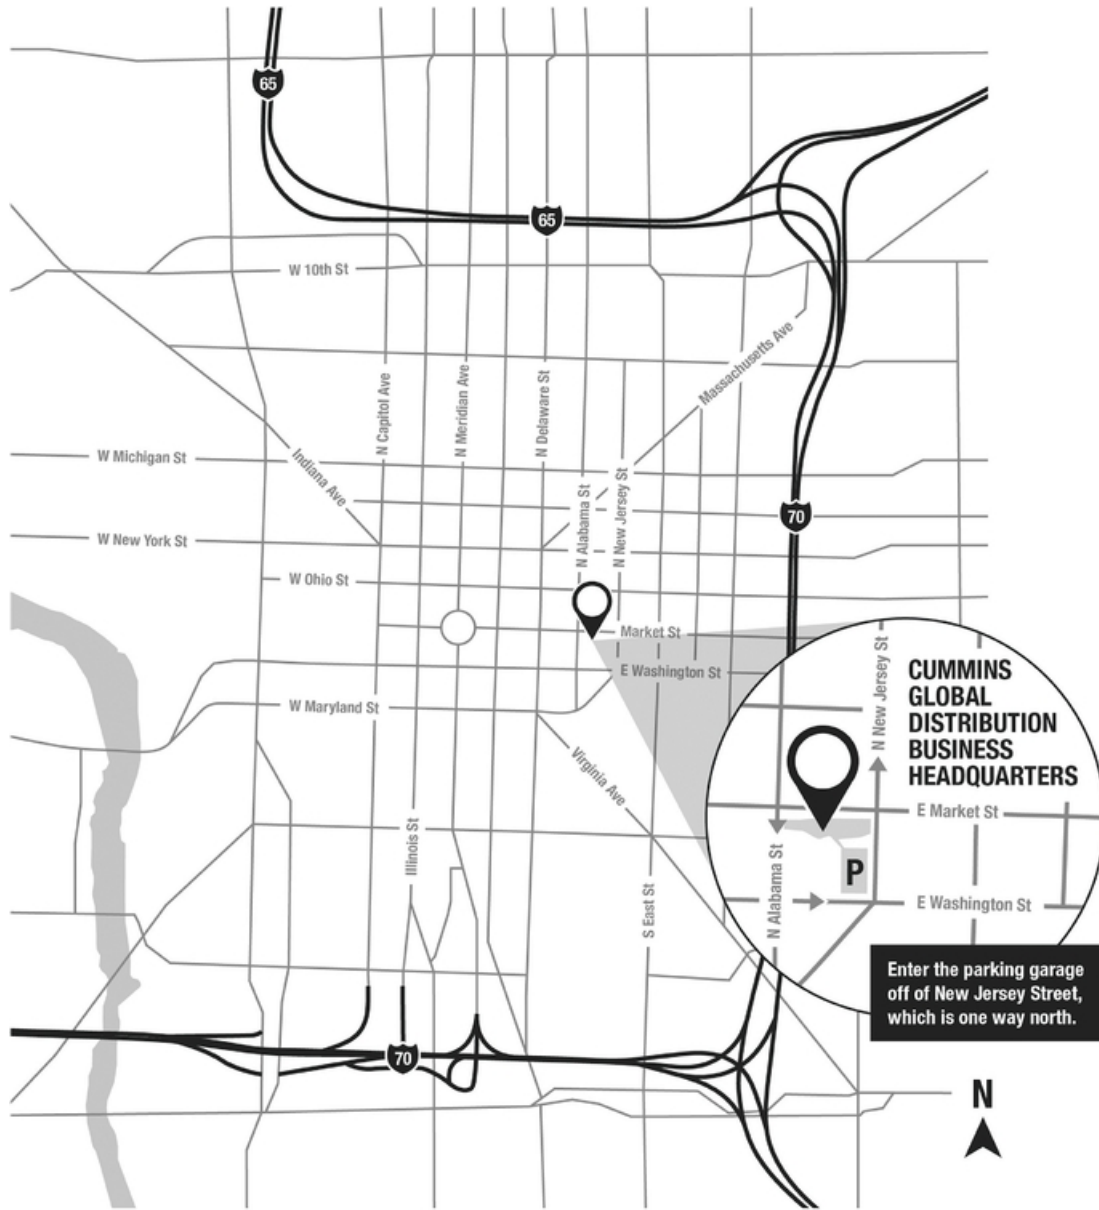 65
65
W 10th St
Massachusetts Ave
N Capitol Ave
N Meridian Ave
N Delaware St
W Michigan St
Indiana Ave
N Alabama St
N New Jersey St
70
W New York St
W Ohio St
Market St
E Washington St
W Maryland St
Virginia Ave
Illinois St
S East St
70
N New Jersey St
CUMMINS
GLOBAL
DISTRIBUTION
BUSINESS
HEADQUARTERS
E Market St
P
N Alabama St
E Washington St
Enter the parking garage
off of New Jersey Street,
which is one way north.
N